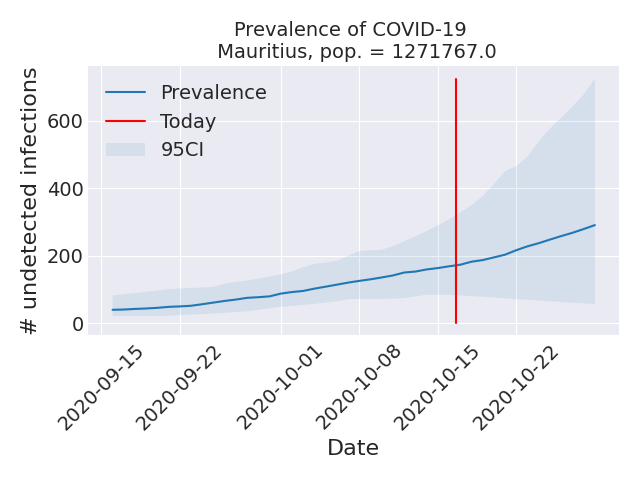 Prevalence of COVID-19
Mauritius, pop. = 1271767.0
# undetected infections
600
400
200
0
Prevalence
Today
95CI
2020-09-15
2020-09-22
2020-10-01
2020-10-08
2020-10-15
2020-10-22
Date